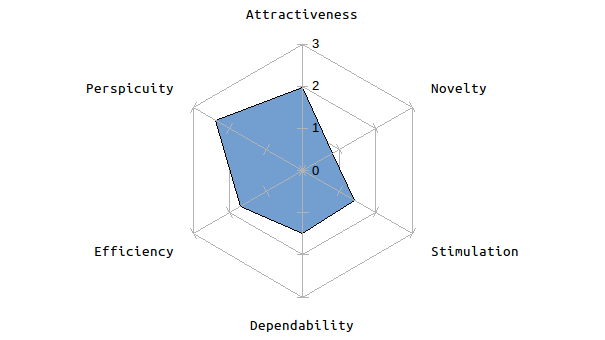 Attractiveness
3
Perspicuity
Novelty
2
1
0
Efficiency
Stimulation
Dependability